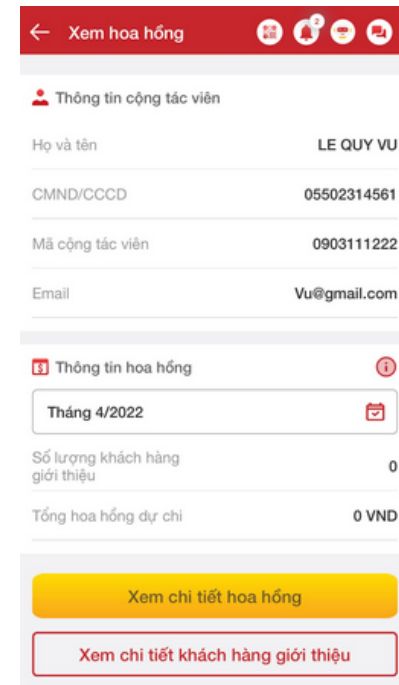 Xem hoa hồng
2
Thông tin cộng tác viên
Họ và tên LE QUY VU
CMND/CCCD 05502314561
Mã cộng tác viên 0903111222
Email Vu@gmail.com
Thông tin hoa hồng
Tháng 4/2022
Số lượng khách hàng
giới thiệu 0
Tổng hoa hồng dự chi 0 VND
Xem chi tiết hoa hồng
Xem chi tiết khách hàng giới thiệu